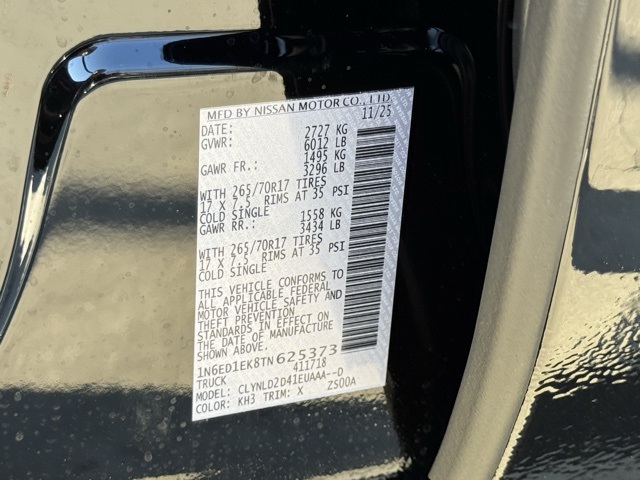 MFD BY NISSAN MOTOR CO., LTD.
DATE: 11/25
GVWR: 2727 KG
6012 LB
GAWR FR.: 1495 KG
3296 LB
WITH 265/70R17 TIRES
17 X 7.5 RIMS AT 35 PSI
COLD SINGLE
GAWR RR.: 1558 KG
3434 LB
WITH 265/70R17 TIRES
17 X 7.5 RIMS AT 35 PSI
COLD SINGLE
THIS VEHICLE CONFORMS TO
ALL APPLICABLE FEDERAL
MOTOR VEHICLE SAFETY AND
THEFT PREVENTION
STANDARDS IN EFFECT ON
THE DATE OF MANUFACTURE
SHOWN ABOVE.
1N6ED1EK8TN625373
TRUCK 411718
MODEL: CLYNLD2D41EUAAA--D
COLOR: KH3 TRIM: X ZS00A